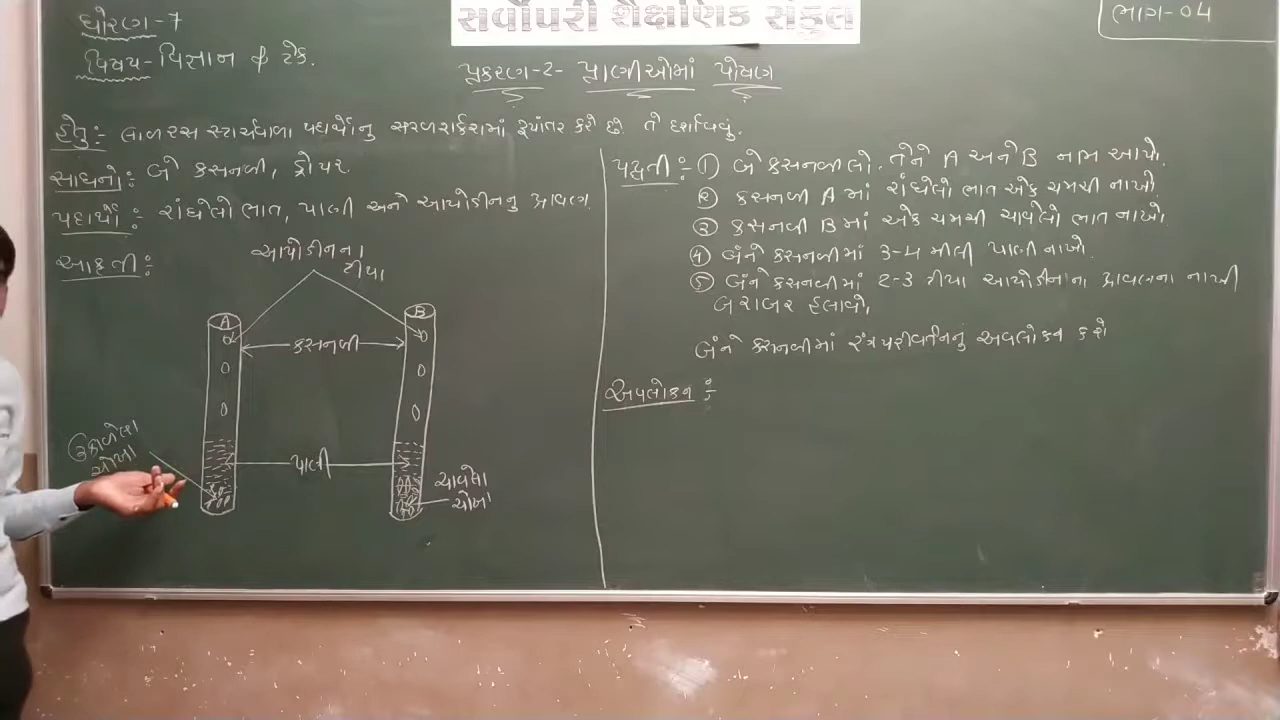 સર્વોપરી શૈક્ષણિક સંકુલ
ધોરણ-7
ભાગ-04
વિષય-વિજ્ઞાન & ટેક.
પ્રકરણ-2- પ્રાણીઓમાં પોષણ
હેતુ:- લાળરસ સ્ટાર્ચવાળા પદાર્થોનુ સરળશર્કરામાં રૂપાંતર કરે છે તે દર્શાવવું.
સાધનો:- બે કસનળી, ડ્રોપર.
પદાર્થો:- રાંધેલો ભાત, પાણી અને આયોડીનનુ દ્રાવણ
આકૃતી:-
આયોડીનના
ટીપા
A
B
કસનળી
પાણી
ઉકાળેલા
ચોખા
ચાવેલા
ચોખા
પદ્ધતી:- ① બે કસનળી લો. તેને A અને B નામ આપો.
② કસનળી A માં રાંધેલો ભાત એક ચમચી નાખો.
③ કસનળી B માં એક ચમચી ચાવેલો ભાત નાખો.
④ બંને કસનળીમાં 3-4 મીલી પાણી નાખો.
⑤ બંને કસનળીમાં 2-3 ટીપા આયોડીનના દ્રાવણના નાખી
બરાબર હલાવો.
બંને કસનળીમાં રંગપરીવર્તનનું અવલોકન કરો
અવલોકન :-